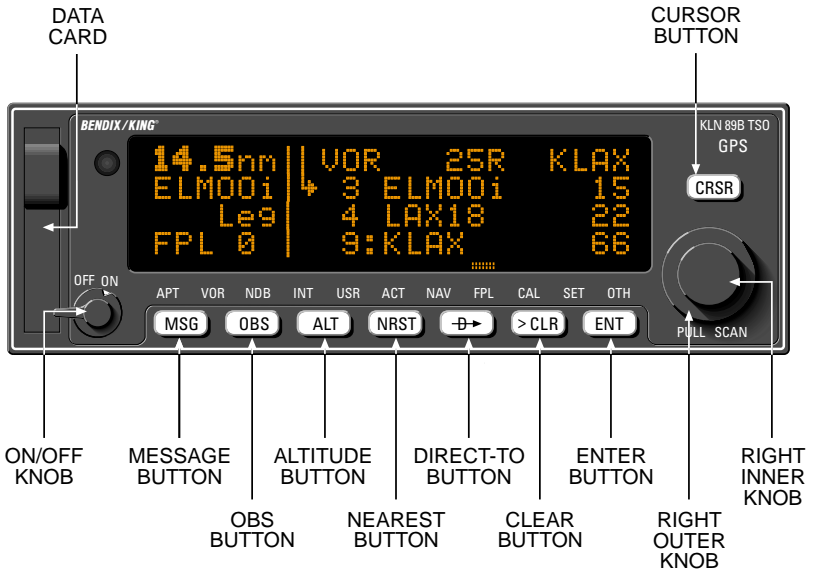 DATA
CARD
CURSOR
BUTTON
BENDIX/KING®
KLN 89B TSO
GPS
14.5nm
ELMOOi
Leg
FPL 0
VOR 25R KLAX
↳ 3 ELMOOi 15
4 LAX18 22
9:KLAX 66
CRSR
OFF ON
APT VOR NDB INT USR ACT NAV FPL CAL SET OTH
MSG OBS ALT NRST D→ >CLR ENT
PULL SCAN
ON/OFF
KNOB
MESSAGE
BUTTON
OBS
BUTTON
ALTITUDE
BUTTON
NEAREST
BUTTON
DIRECT-TO
BUTTON
CLEAR
BUTTON
ENTER
BUTTON
RIGHT
OUTER
KNOB
RIGHT
INNER
KNOB